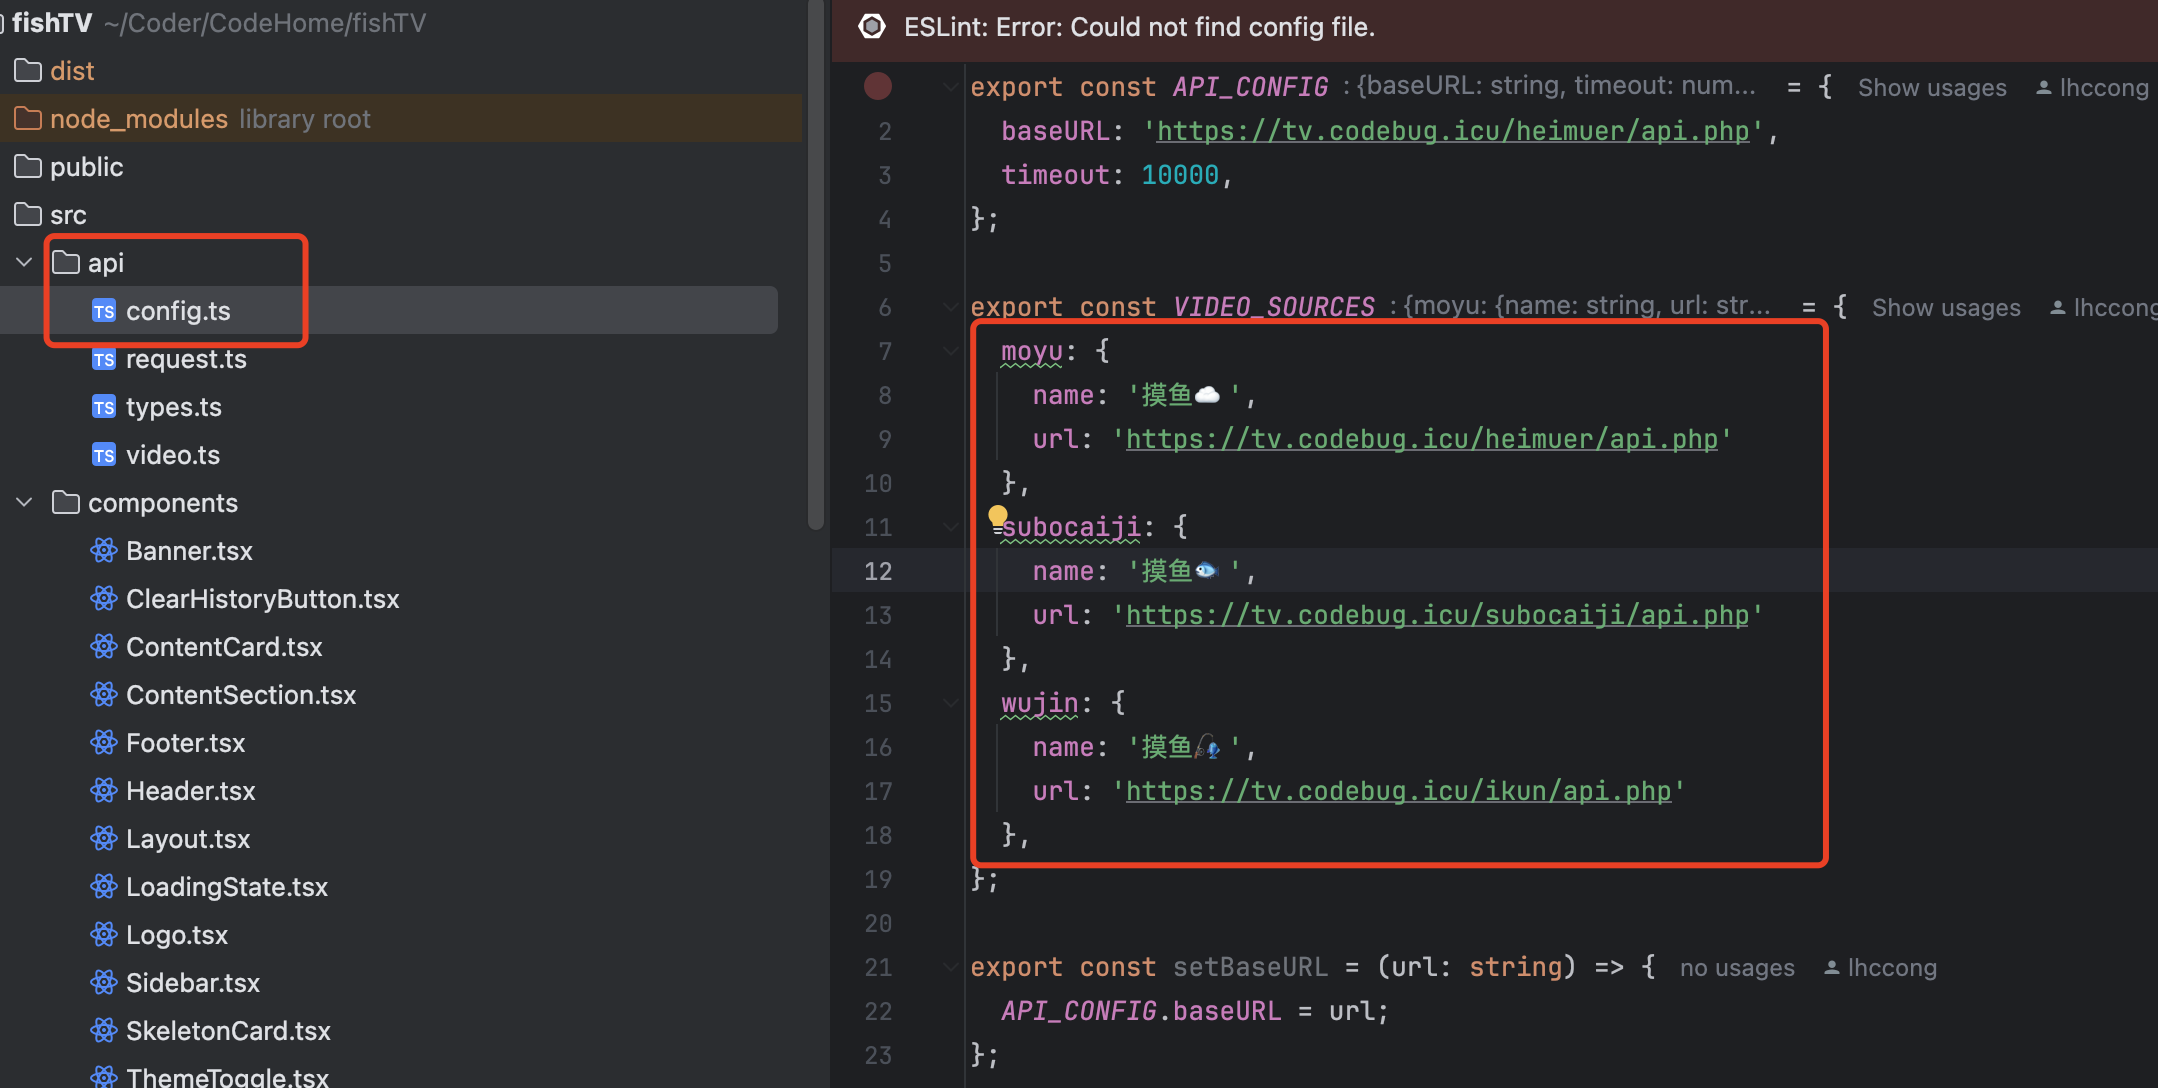 fishTV ~/Coder/CodeHome/fishTV
dist
node_modules library root
public
src
api
config.ts
request.ts
types.ts
video.ts
components
Banner.tsx
ClearHistoryButton.tsx
ContentCard.tsx
ContentSection.tsx
Footer.tsx
Header.tsx
Layout.tsx
LoadingState.tsx
Logo.tsx
Sidebar.tsx
SkeletonCard.tsx
ThemeToggle.tsx
ESLint: Error: Could not find config file.
export const API_CONFIG : {baseURL: string, timeout: num... = { Show usages lhccong
2 baseURL: 'https://tv.codebug.icu/heimuer/api.php',
3 timeout: 10000,
4 };
5
6 export const VIDEO_SOURCES : {moyu: {name: string, url: str... = { Show usages lhccong
7 moyu: {
8 name: '摸鱼☁️ ',
9 url: 'https://tv.codebug.icu/heimuer/api.php'
10 },
11 subocaiji: {
12 name: '摸鱼🐟 ',
13 url: 'https://tv.codebug.icu/subocaiji/api.php'
14 },
15 wujin: {
16 name: '摸鱼🎣 ',
17 url: 'https://tv.codebug.icu/ikun/api.php'
18 },
19 };
20
21 export const setBaseURL = (url: string) => { no usages lhccong
22 API_CONFIG.baseURL = url;
23 };